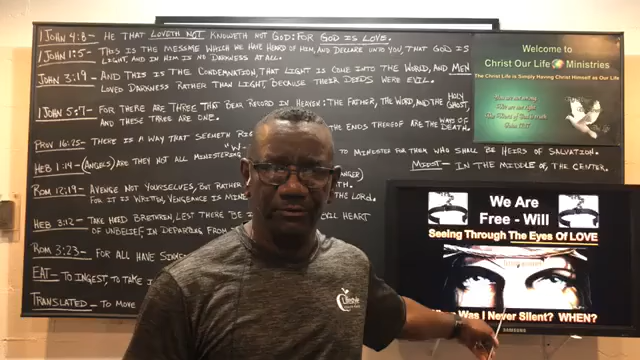 1 John 4:8 - He that loveth not knoweth not God: for God is love.
1 John 1:5 - This is the message which we have heard of him, and declare unto you, that God is
light, and in him is no darkness at all.
John 3:19 - And this is the condemnation, that light is come into the world, and men
loved darkness rather than light, because their deeds were evil.
1 John 5:7 - For there are three that bear record in heaven: the Father, the Word, and the Holy
Ghost,
and these three are one.
Prov 16:25 - There is a way that seemeth
the ends thereof are the ways of
death.
Heb 1:14 - (Angels) are they not all ministering
to minister for them who shall be heirs of salvation.
Midst - in the middle of, the center.
Rom 12:19 - Avenge not yourselves, but rather
anger)
for it is written, vengeance is mine
the Lord.
Heb 3:12 - Take heed brethren, lest there be
heart
of unbelief in departing from
Rom 3:23 - For all have
Eat - To ingest, to take
Translated - To move
Welcome to
Christ Our Life Ministries
The Christ Life is Simply Having Christ as Our Life
We Are
Free - Will
Seeing Through The Eyes Of LOVE
Was I Never Silent? WHEN?
SAMSUNG